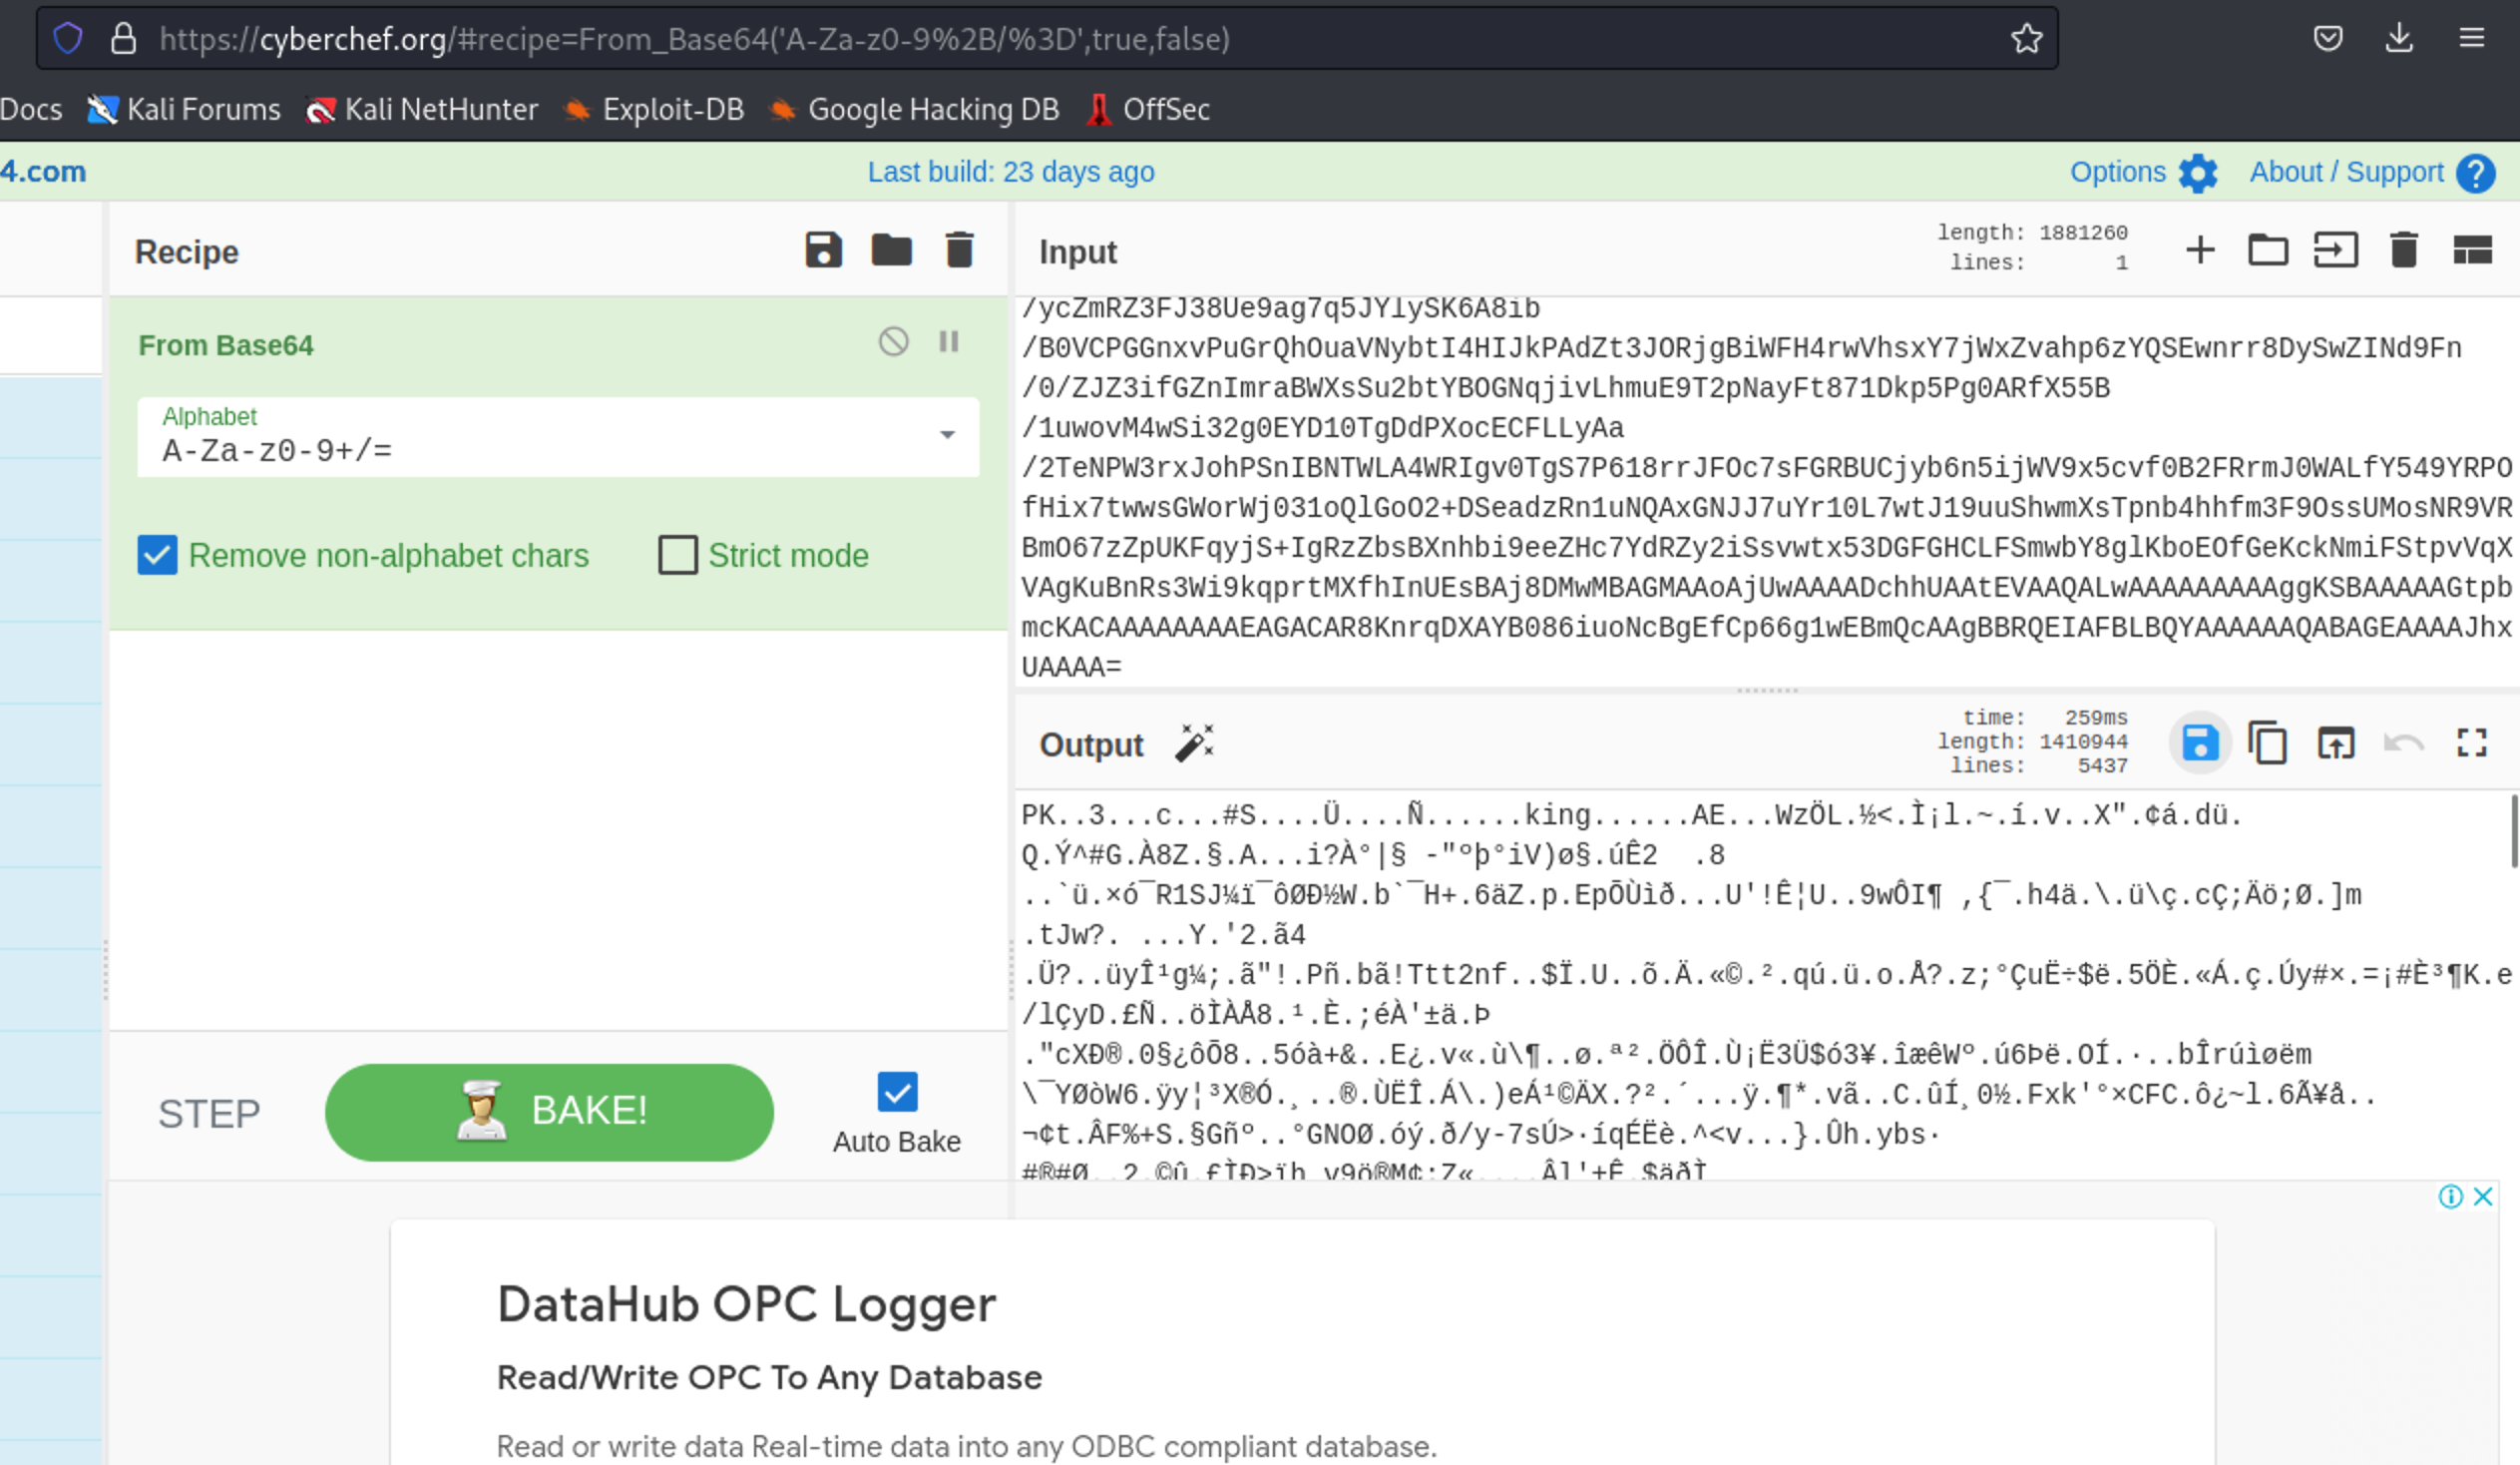 https://cyberchef.org/#recipe=From_Base64('A-Za-z0-9%2B/%3D',true,false)
Docs Kali Forums Kali NetHunter Exploit-DB Google Hacking DB OffSec
4.com Last build: 23 days ago Options About / Support
Recipe
Input
length: 1881260
lines: 1
From Base64
Alphabet
A-Za-z0-9+/=
Remove non-alphabet chars Strict mode
/ycZmRZ3FJ38Ue9ag7q5JYlySK6A8ib
/B0VCPGGnxvPuGrQhOuaVNybtI4HIJkPAdZt3JORjgBiWFH4rwVhsxY7jWxZvahp6zYQSEwnrr8DySwZINd9Fn
/0/ZJZ3ifGZnImraBWXsSu2btYBOGNqjivLhmuE9T2pNayFt871Dkp5Pg0ARfX55B
/1uwovM4wSi32g0EYD10TgDdPXocECFLLyAa
/2TeNPW3rxJohPSnIBNTWLA4WRIgv0TgS7P618rrJFOc7sFGRBUCjyb6n5ijWV9x5cvf0B2FRrmJ0WALfY549YRPO
fHix7twwsGWorWj031oQlGoO2+DSeadzRn1uNQAxGNJJ7uYr10L7wtJ19uuShwmXsTpnb4hhfm3F9OssUMosNR9VR
BmO67zZpUKFqyjS+IgRzZbsBXnhbi9eeZHc7YdRZy2iSsvwtx53DGFGHCLFSmwbY8glKboEOfGeKckNmiFStpvVqX
VAgKuBnRs3Wi9kqprtMXfhInUEsBAj8DMwMBAGMAAoAjUwAAAADchhUAAtEVAAQALwAAAAAAAAAggKSBAAAAAGtpb
mcKACAAAAAAAAEAGACAR8KnrqDXAYB086iuoNcBgEfCp66g1wEBmQcAAgBBRQEIAFBLBQYAAAAAAQABAGEAAAAJhx
UAAAA=
Output
time: 259ms
length: 1410944
lines: 5437
PK..3...c...#S....Ü....Ñ......king......AE...WzÖL.½<.Ì¡l.~.í.v..X".¢á.dü.
Q.Ý^#G.À8Z.§.A...i?À°|§ -"ºþ°iV)ø§.úÊ2 .8
..`ü.×ó¯R1SJ¼ï¯ôØÐ½W.b`¯H+.6äZ.p.EpÕÙìð...U'!Ê¦U..9wÔI¶ ,{¯.h4ä.\.ü\ç.cÇ;Äö;Ø.]m
.tJw?. ...Y.'2.ã4
.Ü?..üyÎ¹g¼;.ã"!.Pñ.bã!Ttt2nf..$Ï.U..õ.Ä.«©.².qú.ü.o.Å?.z;°ÇuË÷$ë.5ÖÈ.«Á.ç.Úy#×.=¡#È³¶K.e
/lÇyD.£Ñ..öÌÀÅ8.¹.È.;éÀ'±ä.Þ
."cXÐ®.0§¿ôÕ8..5óà+&..E¿.v«.ù\¶..ø.ª².ÖÔÎ.Ù¡Ë3Ü$ó3¥.îæêWº.ú6Þë.OÍ.·..bÎrúìøëm
\¯YØòW6.ÿy¦³X®Ó.¸..®.ÙËÎ.Á\.)eÁ¹©ÄX.?².´...ÿ.¶*.vã..C.ûÍ¸0½.Fxk'°×CFC.ô¿~l.6Ã¥å..
¬¢t.ÂF%+S.§Gñº..°GNOØ.óý.ð/y-7sÚ>·íqÉËè.^<v...}.Ûh.ybs·
STEP
BAKE!
Auto Bake
DataHub OPC Logger
Read/Write OPC To Any Database
Read or write data Real-time data into any ODBC compliant database.